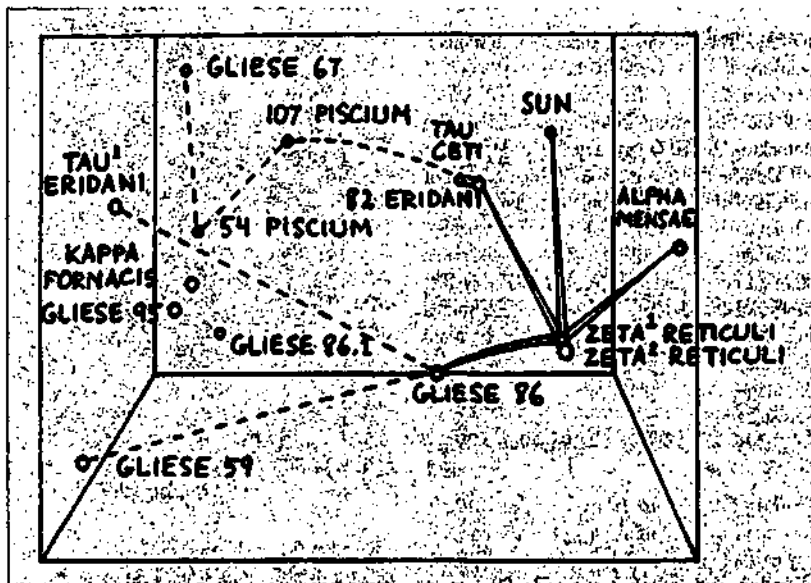 GLIESE 67
107 PISCIUM
SUN
TAU
CETI
TAU¹
ERIDANI
82 ERIDANI
ALPHA
MENSAE
54 PISCIUM
KAPPA
FORNACIS
GLIESE 95
GLIESE 86.1
ZETA¹ RETICULI
ZETA² RETICULI
GLIESE 86
GLIESE 59